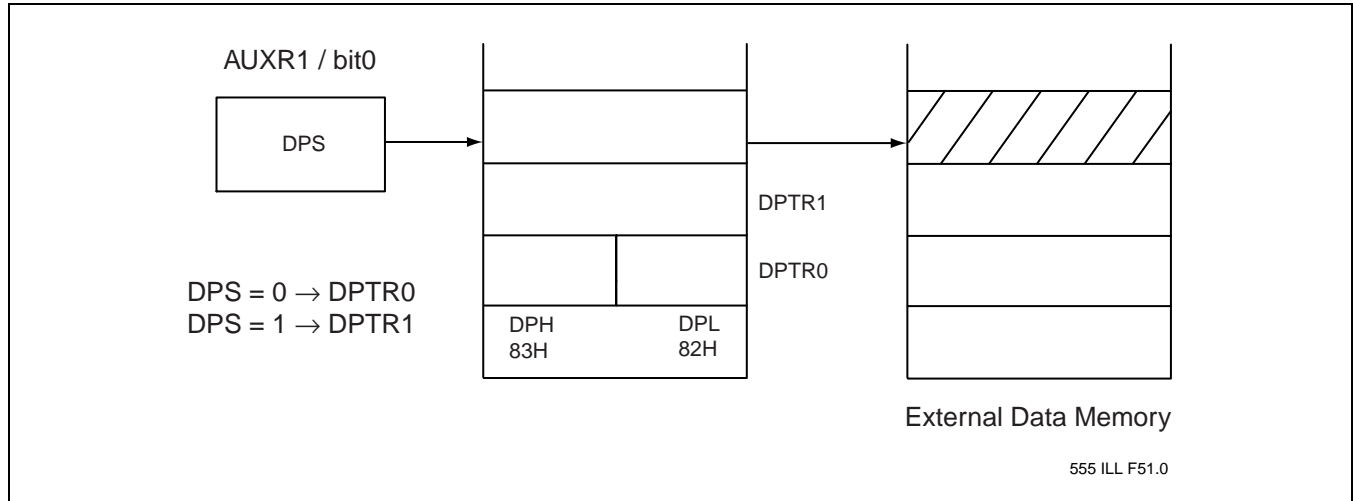 AUXR1 / bit0
DPS
DPTR1
DPTR0
DPS = 0 → DPTR0
DPS = 1 → DPTR1
DPH DPL
83H 82H
External Data Memory
555 ILL F51.0